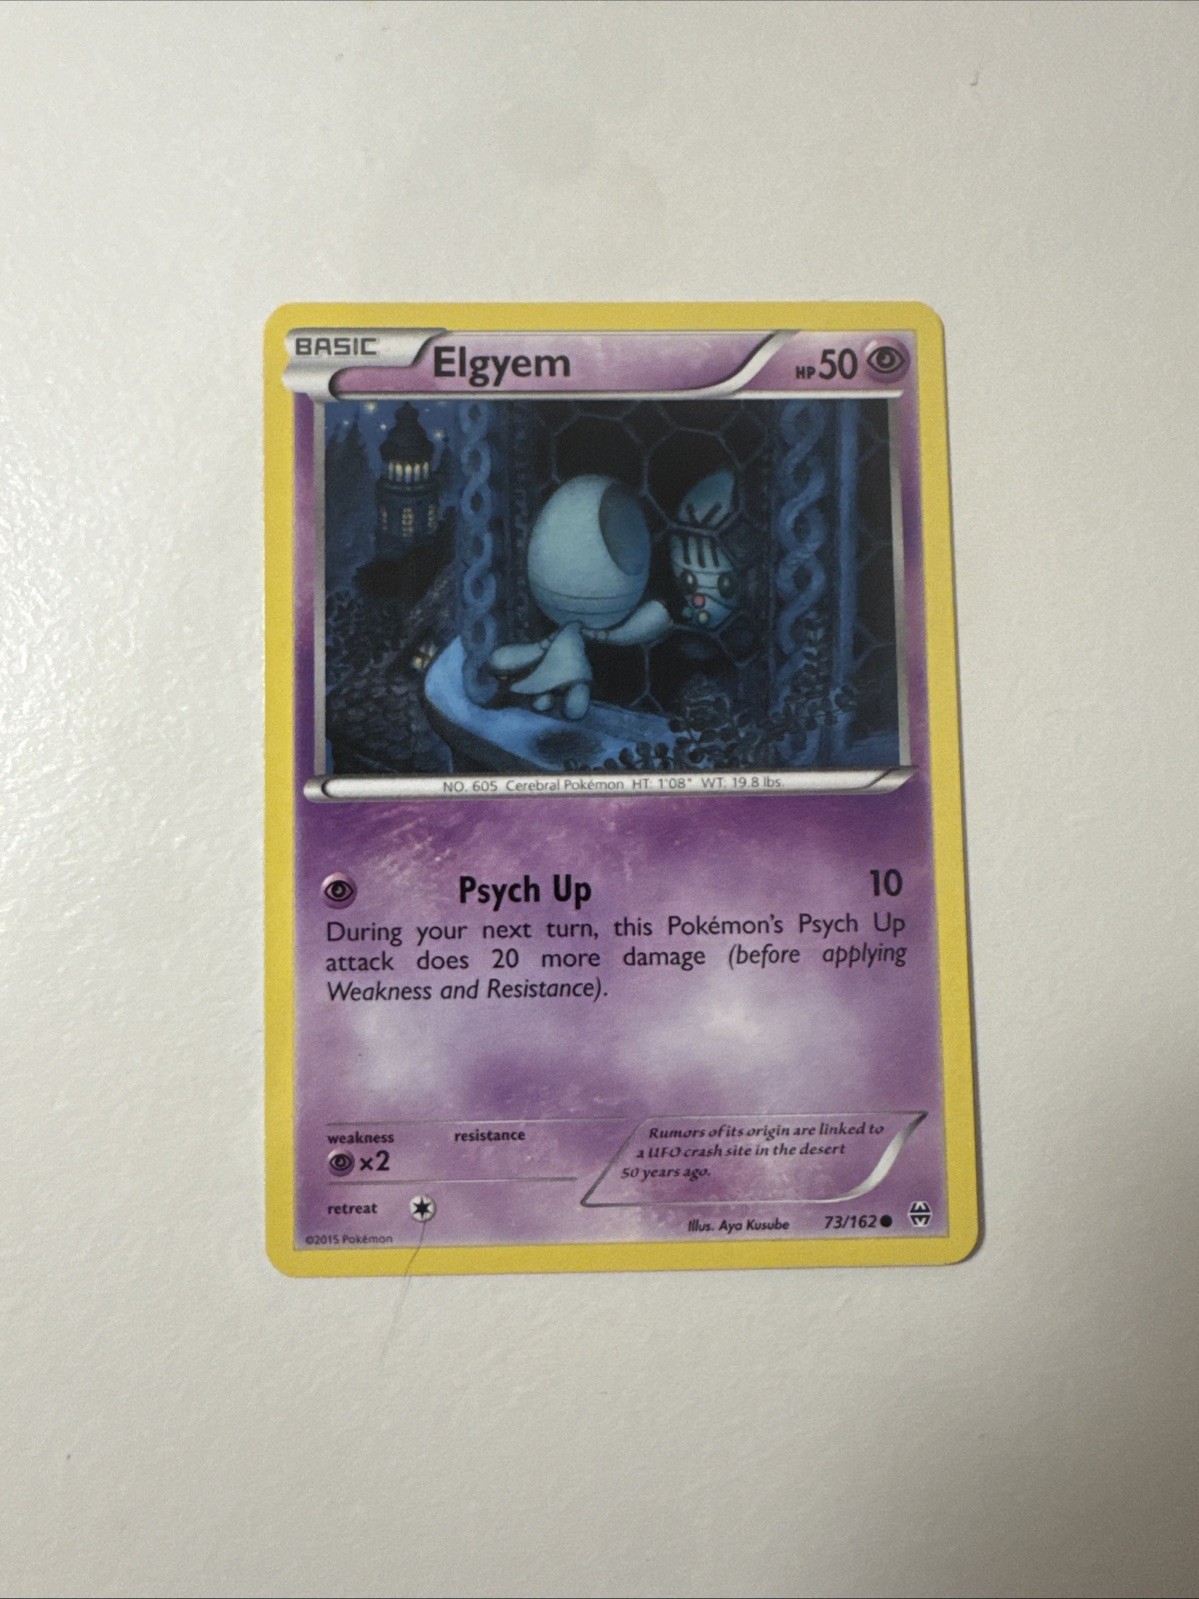 BASIC
Elgyem
HP 50
NO. 605 Cerebral Pokémon HT: 1'08" WT: 19.8 lbs.
Psych Up 10
During your next turn, this Pokémon's Psych Up
attack does 20 more damage (before applying
Weakness and Resistance).
weakness
resistance
×2
Rumors of its origin are linked to
a UFO crash site in the desert
50 years ago.
retreat
Illus. Aya Kusube
73/162
©2015 Pokémon